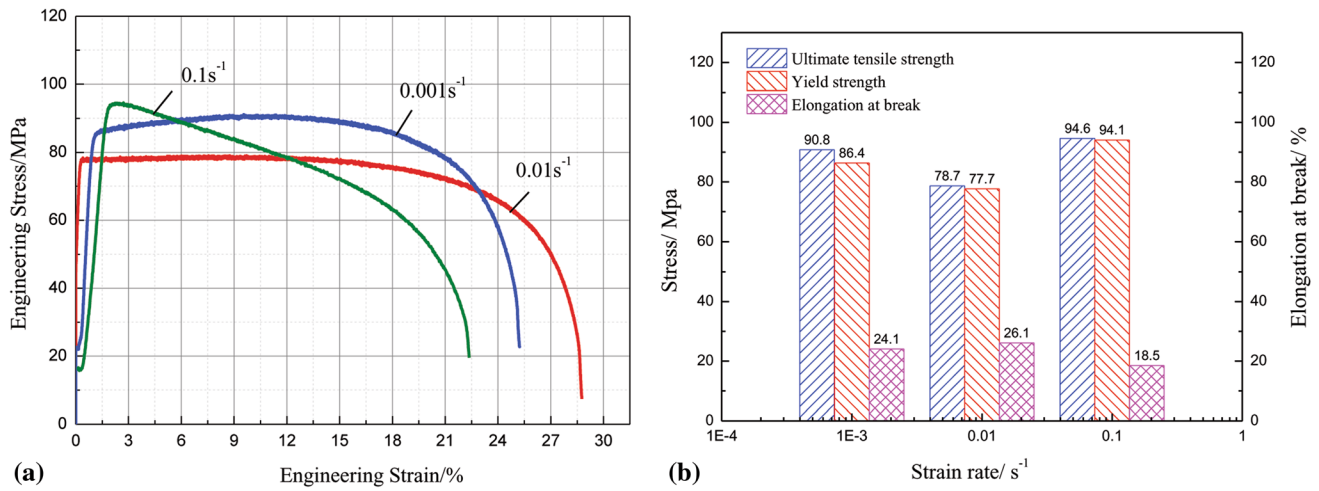 120
100
80
60
40
20
0
Engineering Stress/MPa
0.1s⁻¹
0.001s⁻¹
0.01s⁻¹
0 3 6 9 12 15 18 21 24 27 30
Engineering Strain/%
(a)
120
100
80
60
40
20
0
Stress/ Mpa
Ultimate tensile strength
Yield strength
Elongation at break
90.8 86.4 24.1
78.7 77.7 26.1
94.6 94.1 18.5
120
100
80
60
40
20
0
Elongation at break/ %
1E-4 1E-3 0.01 0.1 1
Strain rate/ s⁻¹
(b)